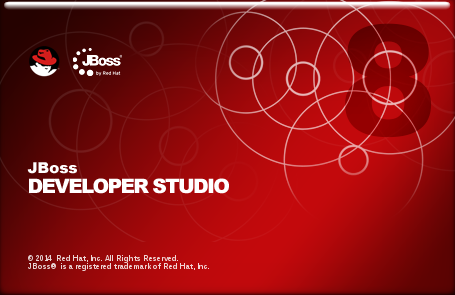 8
JBoss®
by Red Hat
JBoss
DEVELOPER STUDIO
© 2014 Red Hat, Inc. All Rights Reserved.
JBoss® is a registered trademark of Red Hat, Inc.